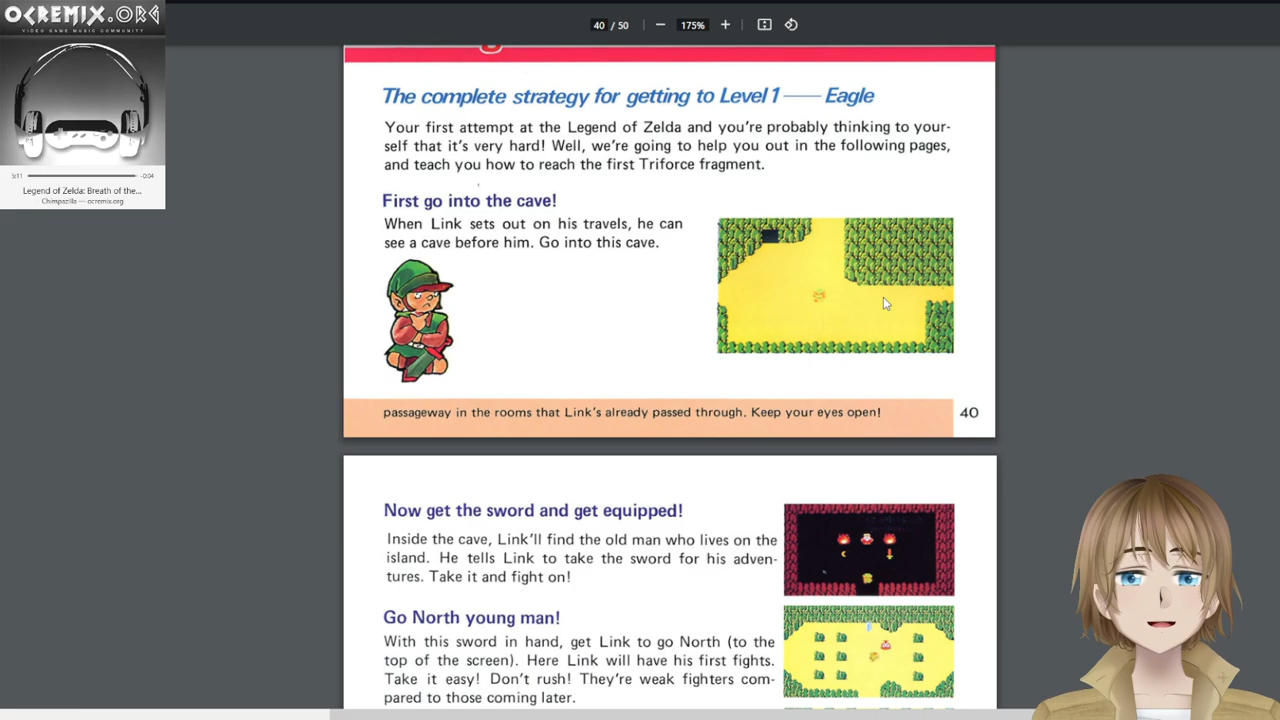 OCREMIX.ORG
VIDEO GAME MUSIC COMMUNITY
5:11
-0:04
Legend of Zelda: Breath of the...
Chimpazilla — ocremix.org
40 / 50
175%
The complete strategy for getting to Level 1 —— Eagle
Your first attempt at the Legend of Zelda and you're probably thinking to your-
self that it's very hard! Well, we're going to help you out in the following pages,
and teach you how to reach the first Triforce fragment.
First go into the cave!
When Link sets out on his travels, he can
see a cave before him. Go into this cave.
passageway in the rooms that Link's already passed through. Keep your eyes open!
40
Now get the sword and get equipped!
Inside the cave, Link'll find the old man who lives on the
island. He tells Link to take the sword for his adven-
tures. Take it and fight on!
Go North young man!
With this sword in hand, get Link to go North (to the
top of the screen). Here Link will have his first fights.
Take it easy! Don't rush! They're weak fighters com-
pared to those coming later.